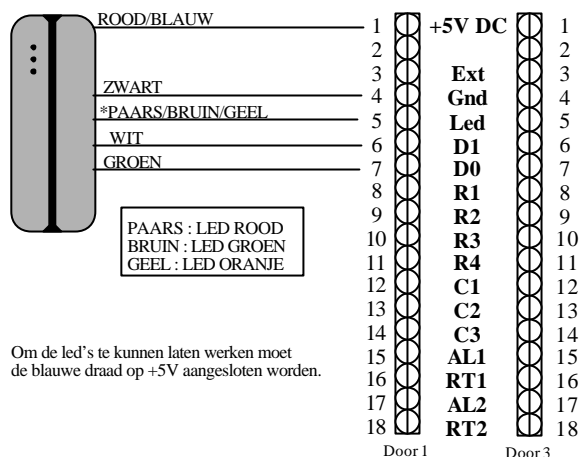 ROOD/BLAUW
1 +5V DC 1
2 2
3 Ext 3
ZWART
4 Gnd 4
*PAARS/BRUIN/GEEL
5 Led 5
WIT
6 D1 6
GROEN
7 D0 7
8 R1 8
9 R2 9
10 R3 10
11 R4 11
12 C1 12
13 C2 13
14 C3 14
15 AL1 15
16 RT1 16
17 AL2 17
18 RT2 18
Door 1 Door 3
PAARS : LED ROOD
BRUIN : LED GROEN
GEEL : LED ORANJE
Om de led's te kunnen laten werken moet
de blauwe draad op +5V aangesloten worden.